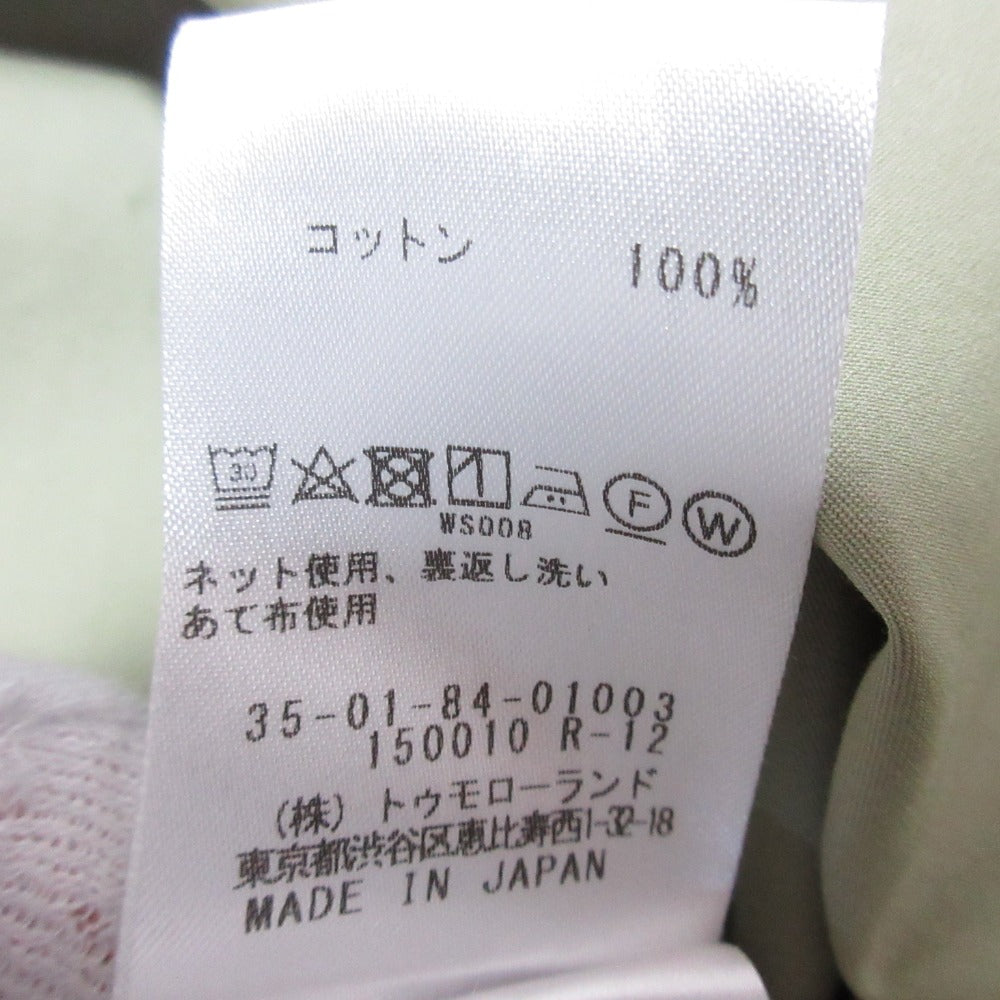 コットン 100%
30 F W
WS008
ネット使用、裏返し洗い
あて布使用
35-01-84-01003
150010 R-12
(株) トゥモローランド
東京都渋谷区恵比寿西1-32-18
MADE IN JAPAN